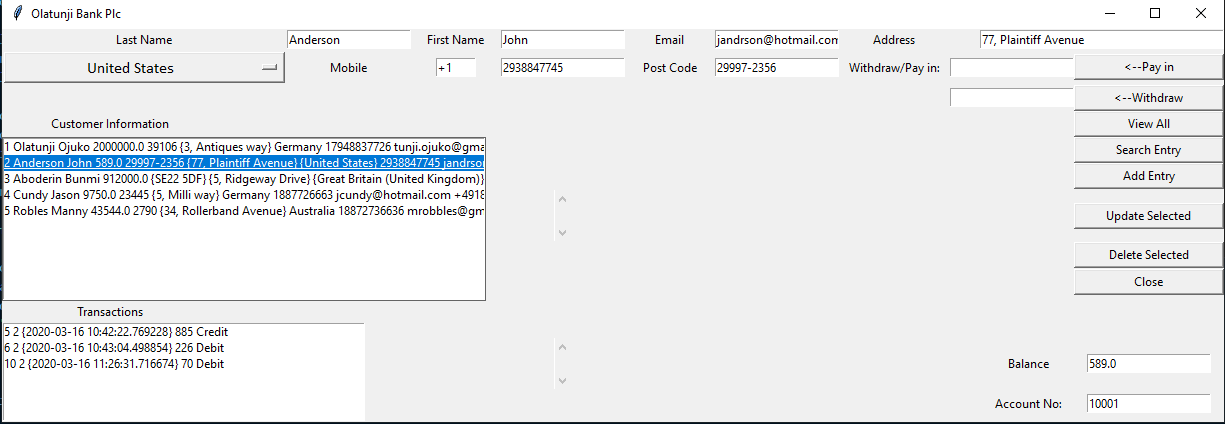 Olatunji Bank Plc
Last Name Anderson First Name John Email jandrson@hotmail.com Address 77, Plaintiff Avenue
United States Mobile +1 2938847745 Post Code 29997-2356 Withdraw/Pay in: <--Pay in
<--Withdraw
Customer Information View All
1 Olatunji Ojuko 2000000.0 39106 {3, Antiques way} Germany 17948837726 tunji.ojuko@gma
Search Entry
2 Anderson John 589.0 29997-2356 {77, Plaintiff Avenue} {United States} 2938847745 jandrsor
3 Aboderin Bunmi 912000.0 {SE22 5DF} {5, Ridgeway Drive} {Great Britain (United Kingdom)}
Add Entry
4 Cundy Jason 9750.0 23445 {5, Milli way} Germany 1887726663 jcundy@hotmail.com +4918
5 Robles Manny 43544.0 2790 {34, Rollerband Avenue} Australia 18872736636 mrobbles@gm
Update Selected
Delete Selected
Close
Transactions
5 2 {2020-03-16 10:42:22.769228} 885 Credit
6 2 {2020-03-16 10:43:04.498854} 226 Debit
10 2 {2020-03-16 11:26:31.716674} 70 Debit
Balance 589.0
Account No: 10001